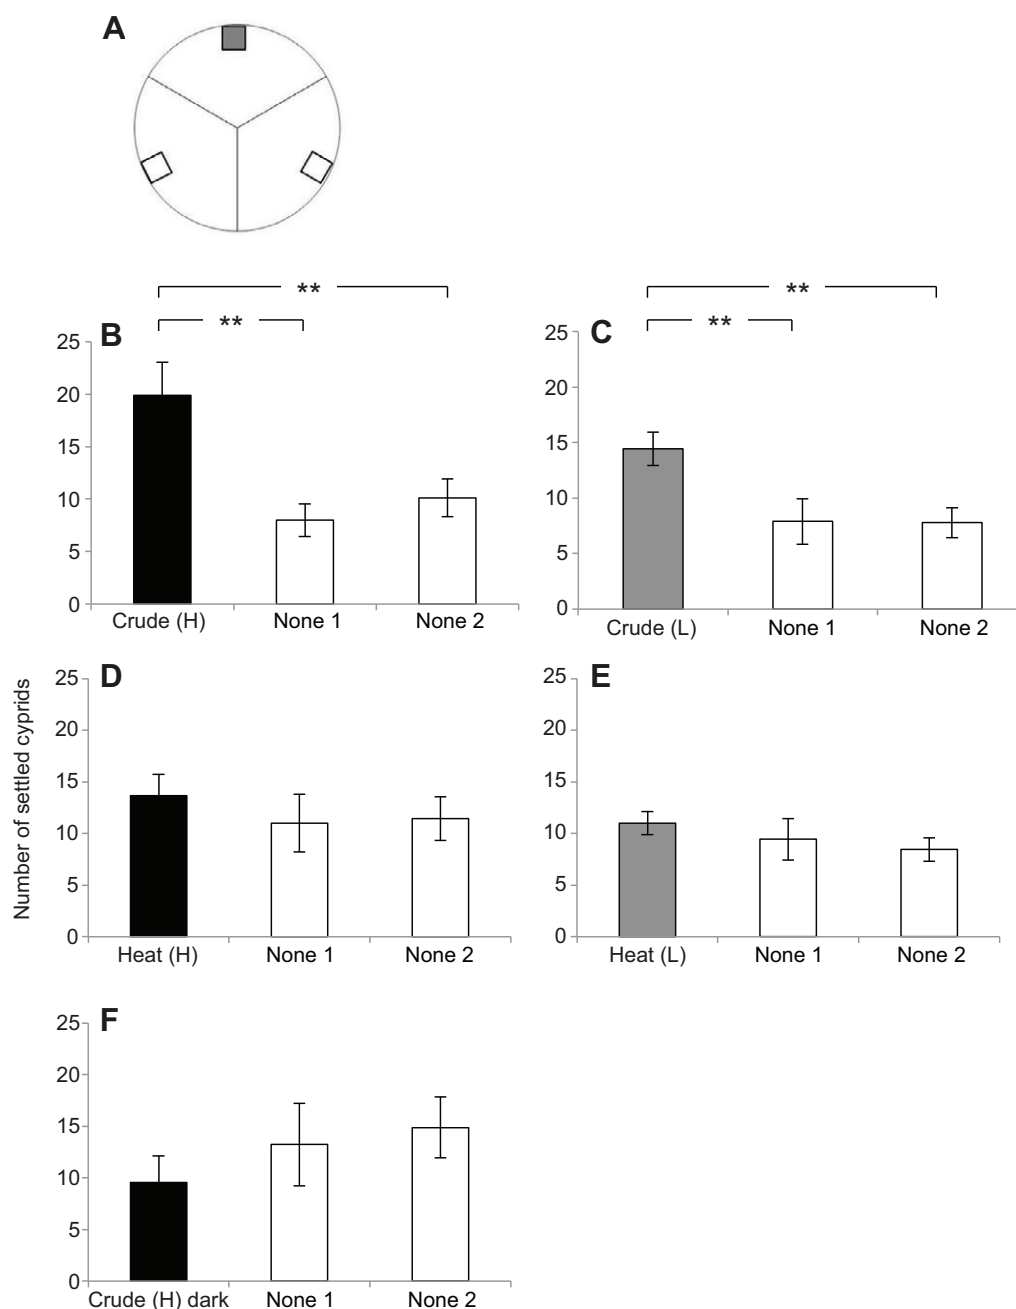 A
**
**
B
25
20
15
10
5
0
Crude (H) None 1 None 2
**
**
C
25
20
15
10
5
0
Crude (L) None 1 None 2
Number of settled cyprids
D
25
20
15
10
5
0
Heat (H) None 1 None 2
E
25
20
15
10
5
0
Heat (L) None 1 None 2
F
25
20
15
10
5
0
Crude (H) dark None 1 None 2